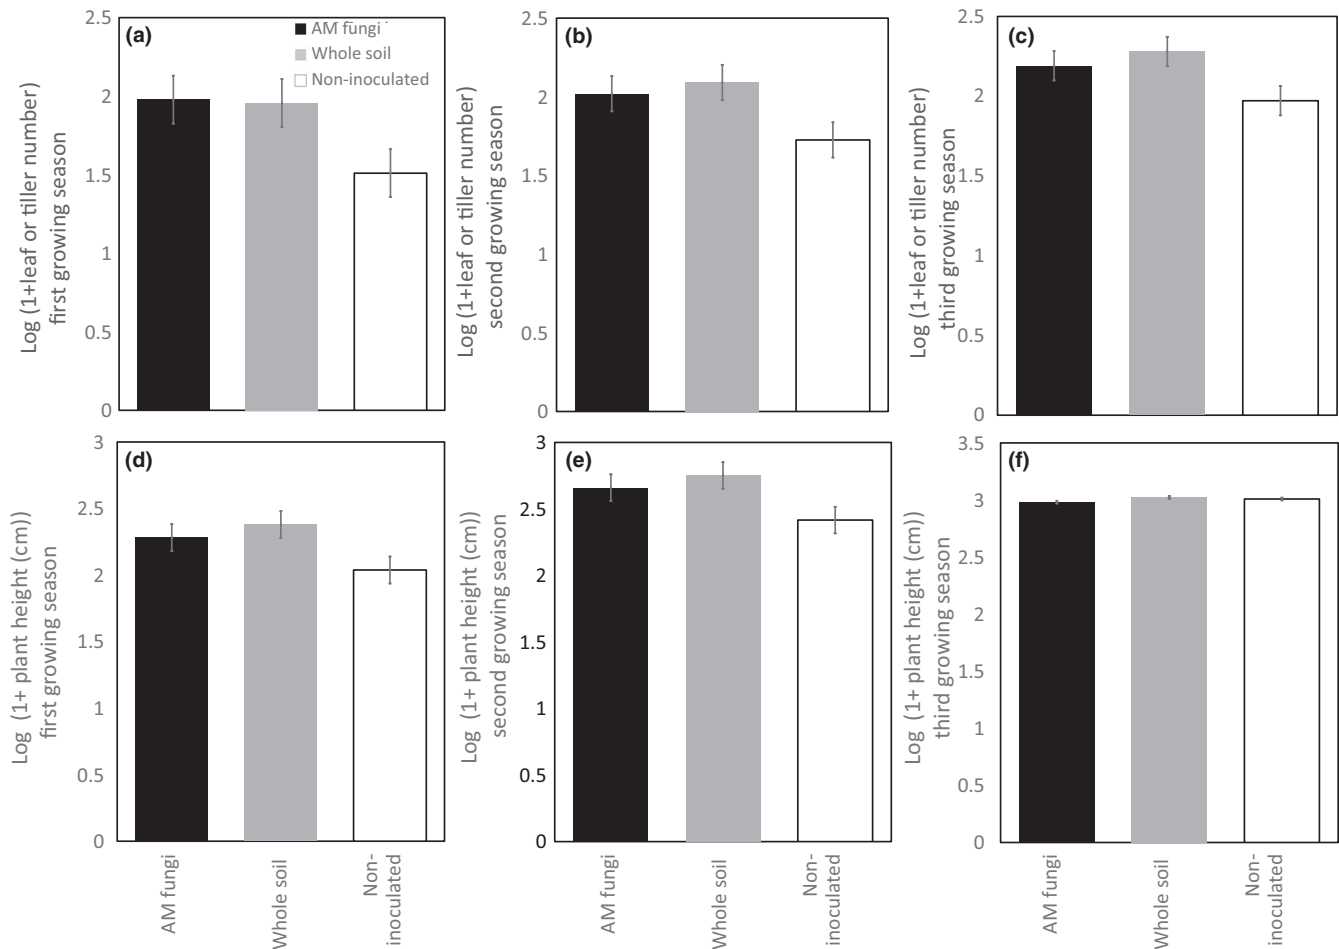 (a)
AM fungi
Whole soil
Non-inoculated
2.5
2
1.5
1
0.5
0
Log (1+leaf or tiller number)
first growing season
(b)
2.5
2
1.5
1
0.5
0
Log (1+leaf or tiller number)
second growing season
(c)
2.5
2
1.5
1
0.5
0
Log (1+leaf or tiller number)
third growing season
(d)
3
2.5
2
1.5
1
0.5
0
Log (1+ plant height (cm))
first growing season
AM fungi
Whole soil
Non-
inoculated
(e)
3
2.5
2
1.5
1
0.5
0
Log (1+ plant height (cm))
second growing season
AM fungi
Whole soil
Non-
inoculated
(f)
3.5
3
2.5
2
1.5
1
0.5
0
Log (1+ plant height (cm))
third growing season
AM fungi
Whole soil
Non-
inoculated